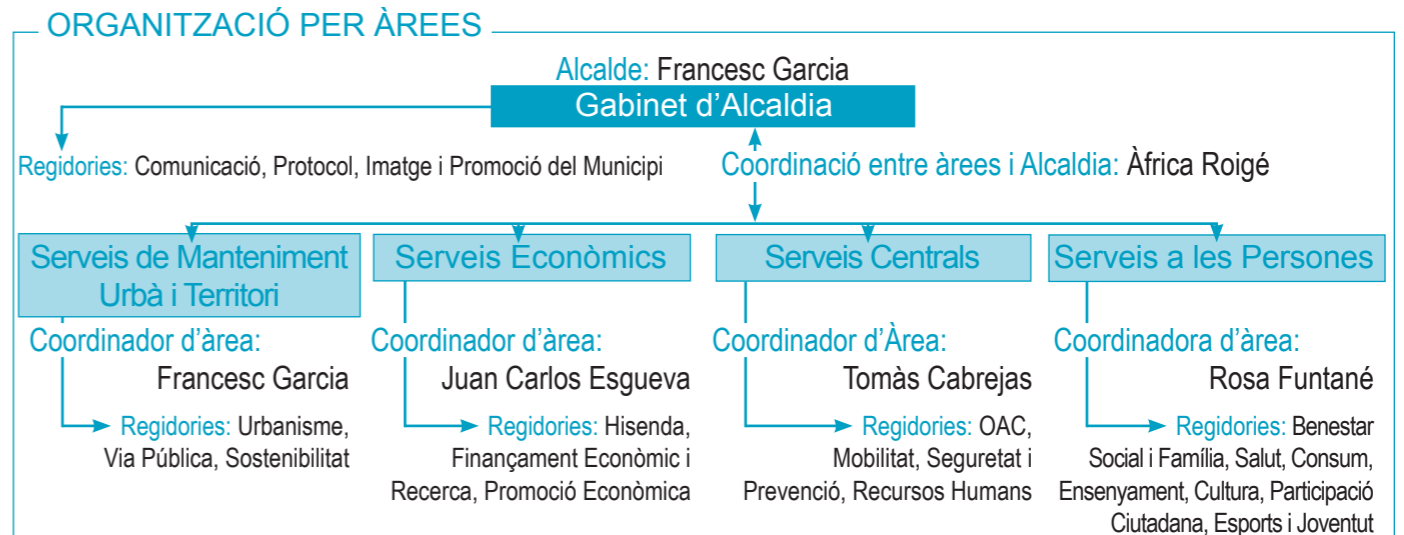 ORGANITZACIÓ PER ÀREES
Alcalde: Francesc Garcia
Gabinet d'Alcaldia
Regidories: Comunicació, Protocol, Imatge i Promoció del Municipi
Coordinació entre àrees i Alcaldia: Àfrica Roigé
Serveis de Manteniment
Urbà i Territori
Coordinador d'àrea:
Francesc Garcia
Regidories: Urbanisme,
Via Pública, Sostenibilitat
Serveis Econòmics
Coordinador d'àrea:
Juan Carlos Esgueva
Regidories: Hisenda,
Finançament Econòmic i
Recerca, Promoció Econòmica
Serveis Centrals
Coordinador d'Àrea:
Tomàs Cabrejas
Regidories: OAC,
Mobilitat, Seguretat i
Prevenció, Recursos Humans
Serveis a les Persones
Coordinadora d'àrea:
Rosa Funtané
Regidories: Benestar
Social i Família, Salut, Consum,
Ensenyament, Cultura, Participació
Ciutadana, Esports i Joventut